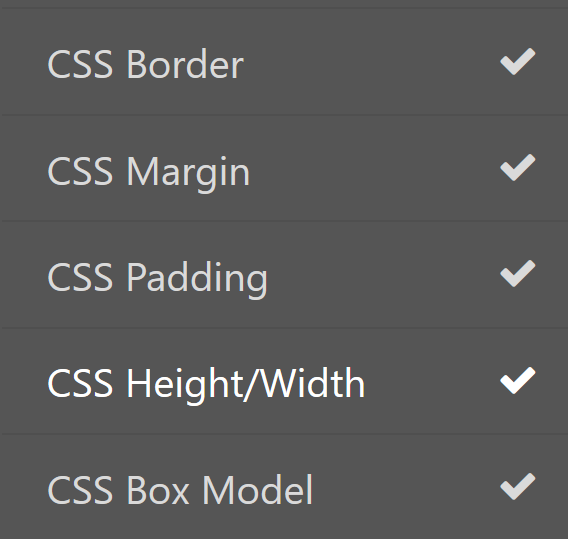 CSS Border
CSS Margin
CSS Padding
CSS Height/Width
CSS Box Model